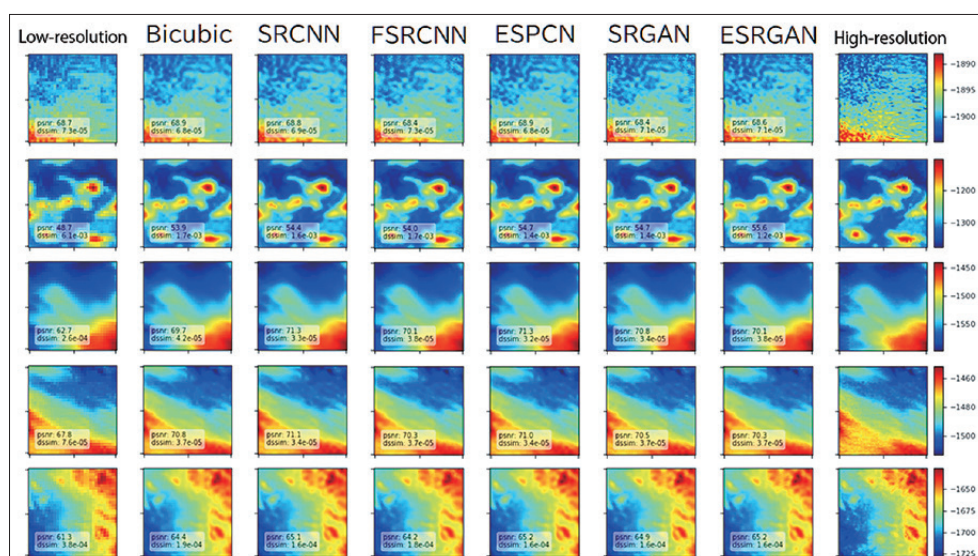 Low-resolution Bicubic SRCNN FSRCNN ESPCN SRGAN ESRGAN High-resolution
psnr: 68.7 psnr: 68.9 psnr: 68.8 psnr: 68.4 psnr: 68.9 psnr: 68.4 psnr: 68.6
dssim: 7.3e-05 dssim: 6.8e-05 dssim: 6.9e-05 dssim: 7.3e-05 dssim: 6.8e-05 dssim: 7.1e-05 dssim: 7.1e-05
−1890
−1895
−1900
psnr: 48.7 psnr: 53.9 psnr: 54.4 psnr: 54.0 psnr: 54.7 psnr: 54.7 psnr: 55.6
dssim: 6.1e-03 dssim: 1.7e-03 dssim: 1.6e-03 dssim: 1.7e-03 dssim: 1.4e-03 dssim: 1.4e-03 dssim: 1.2e-03
−1200
−1300
psnr: 62.7 psnr: 69.7 psnr: 71.3 psnr: 70.1 psnr: 71.3 psnr: 70.8 psnr: 70.1
dssim: 2.6e-04 dssim: 4.2e-05 dssim: 3.3e-05 dssim: 3.8e-05 dssim: 3.2e-05 dssim: 3.4e-05 dssim: 3.8e-05
−1450
−1500
−1550
psnr: 67.8 psnr: 70.8 psnr: 71.1 psnr: 70.3 psnr: 71.0 psnr: 70.5 psnr: 70.3
dssim: 7.6e-05 dssim: 3.7e-05 dssim: 3.4e-05 dssim: 3.7e-05 dssim: 3.4e-05 dssim: 3.7e-05 dssim: 3.7e-05
−1460
−1480
−1500
psnr: 61.3 psnr: 64.4 psnr: 65.1 psnr: 64.2 psnr: 65.2 psnr: 64.9 psnr: 65.2
dssim: 3.8e-04 dssim: 1.9e-04 dssim: 1.6e-04 dssim: 1.8e-04 dssim: 1.6e-04 dssim: 1.6e-04 dssim: 1.6e-04
−1650
−1675
−1700
−1725